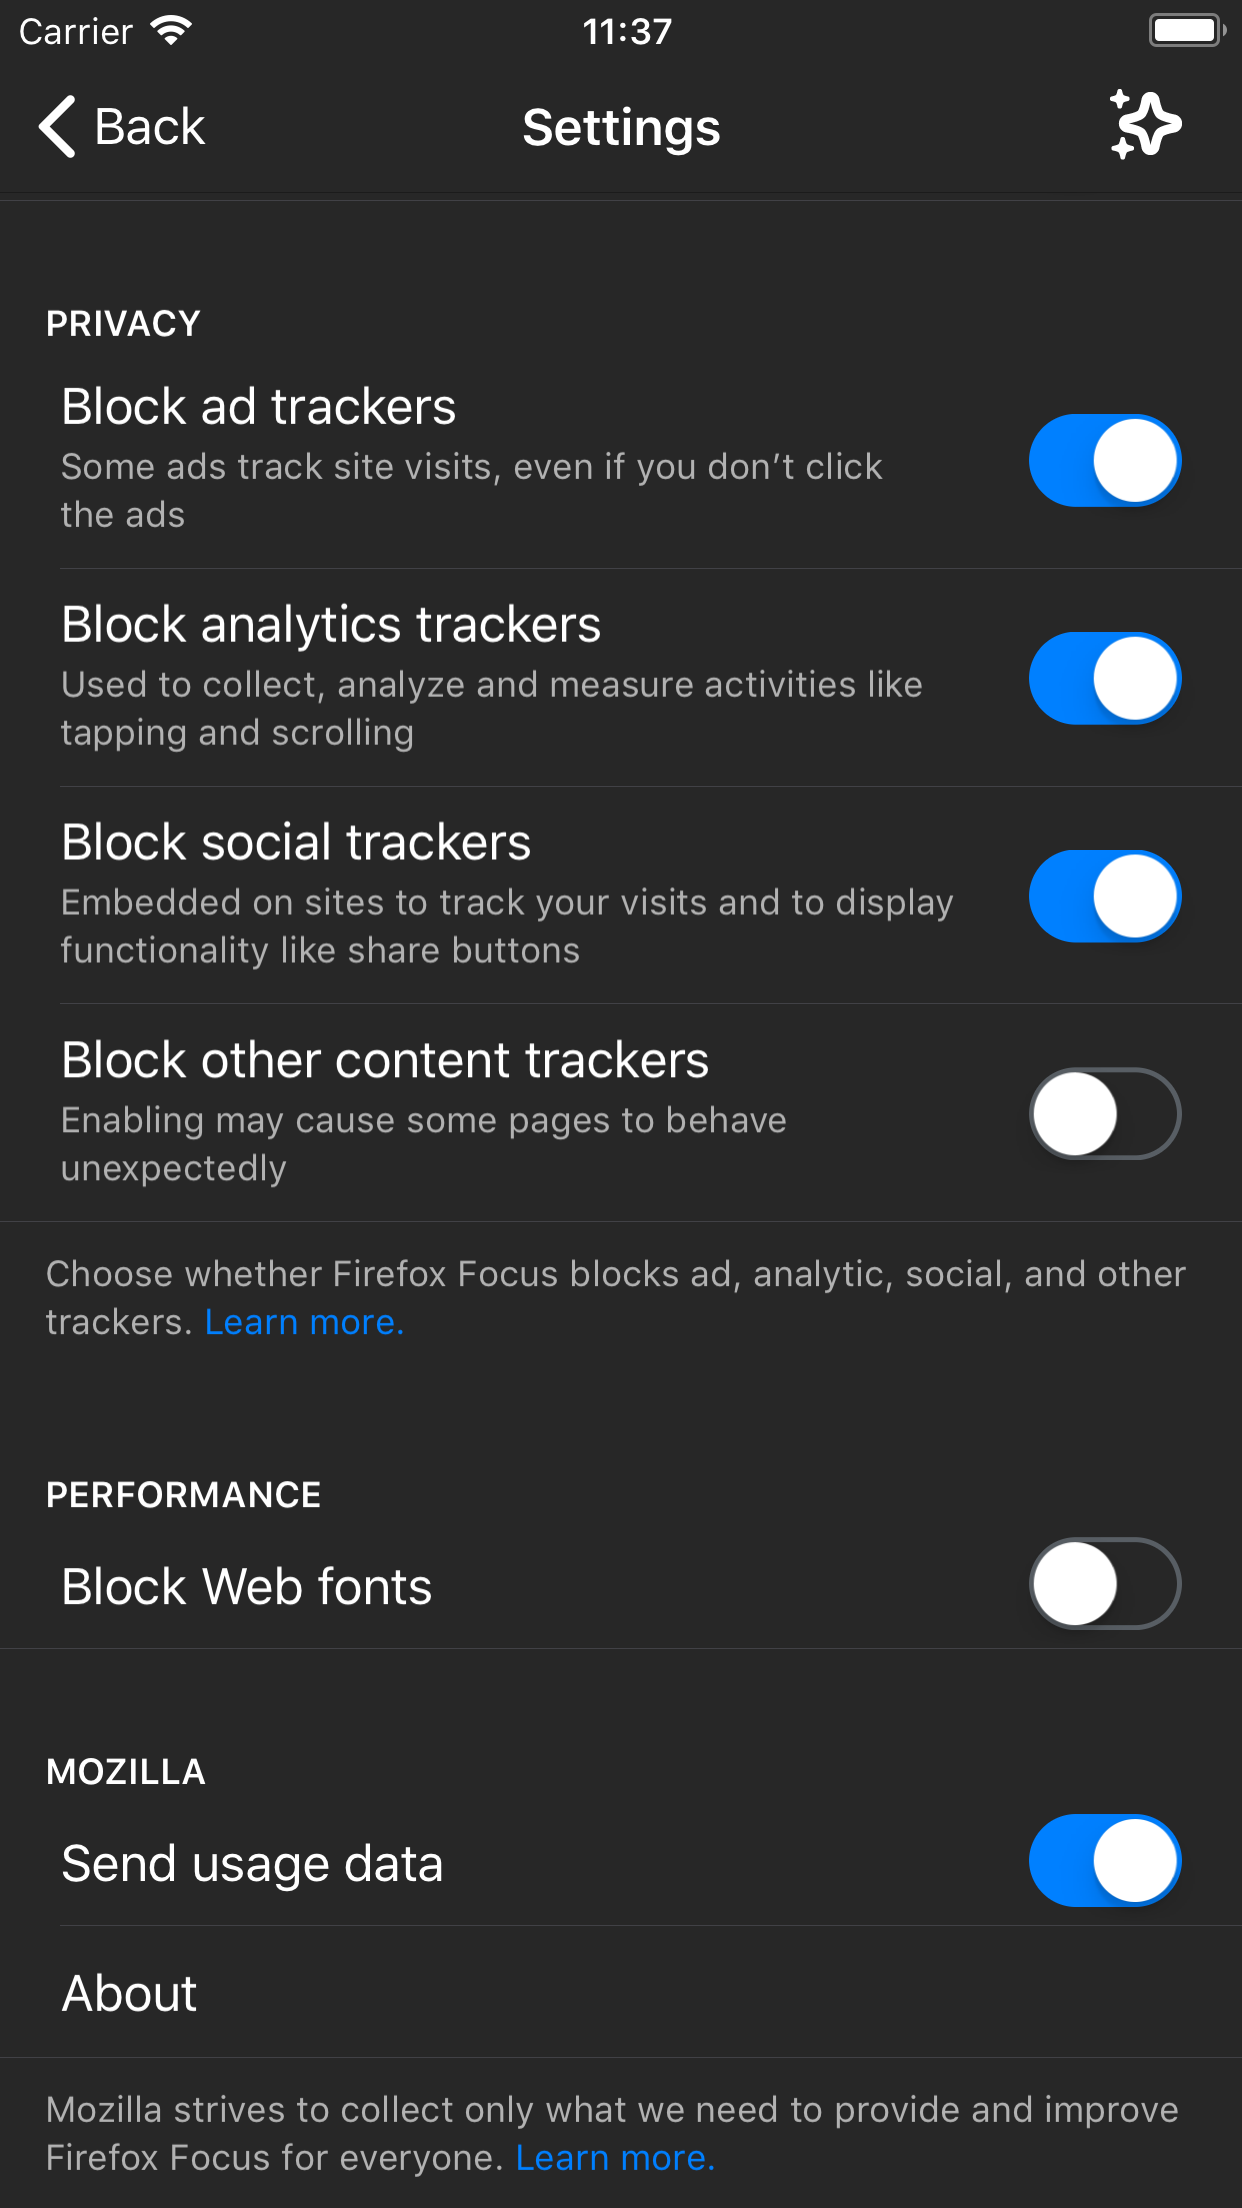 Carrier 11:37
Back Settings
PRIVACY
Block ad trackers
Some ads track site visits, even if you don’t click
the ads
Block analytics trackers
Used to collect, analyze and measure activities like
tapping and scrolling
Block social trackers
Embedded on sites to track your visits and to display
functionality like share buttons
Block other content trackers
Enabling may cause some pages to behave
unexpectedly
Choose whether Firefox Focus blocks ad, analytic, social, and other
trackers. Learn more.
PERFORMANCE
Block Web fonts
MOZILLA
Send usage data
About
Mozilla strives to collect only what we need to provide and improve
Firefox Focus for everyone. Learn more.